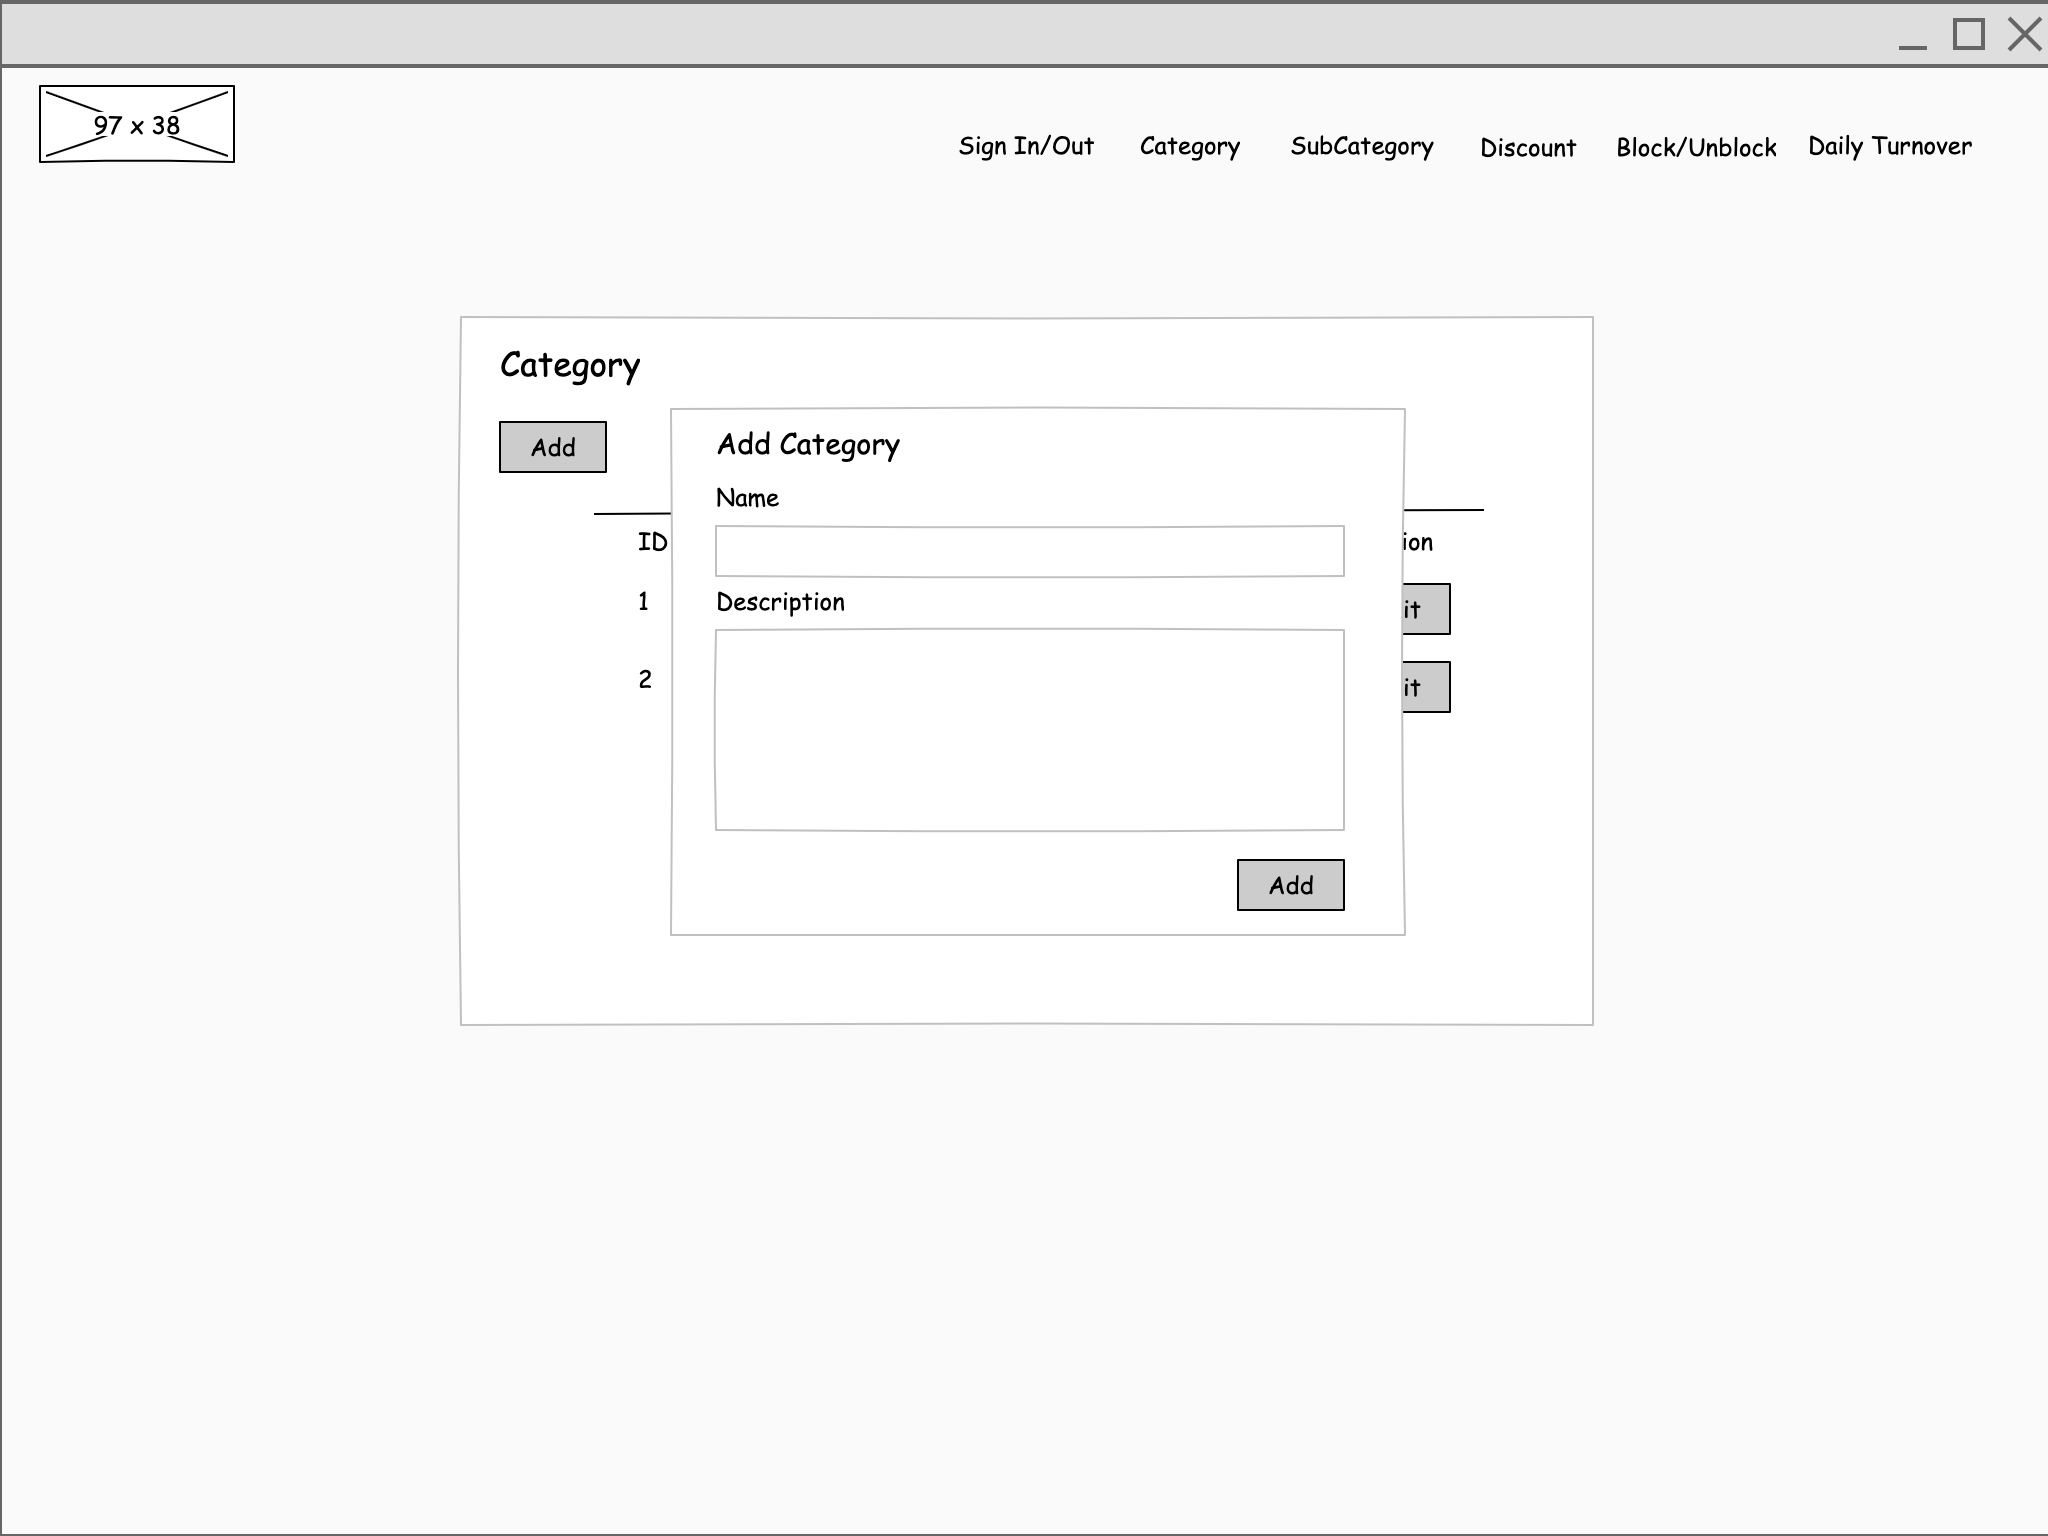 97 x 38
Sign In/Out Category SubCategory Discount Block/Unblock Daily Turnover
Category
Add
Add Category
Name
ID
ion
1
Description
it
2
it
Add